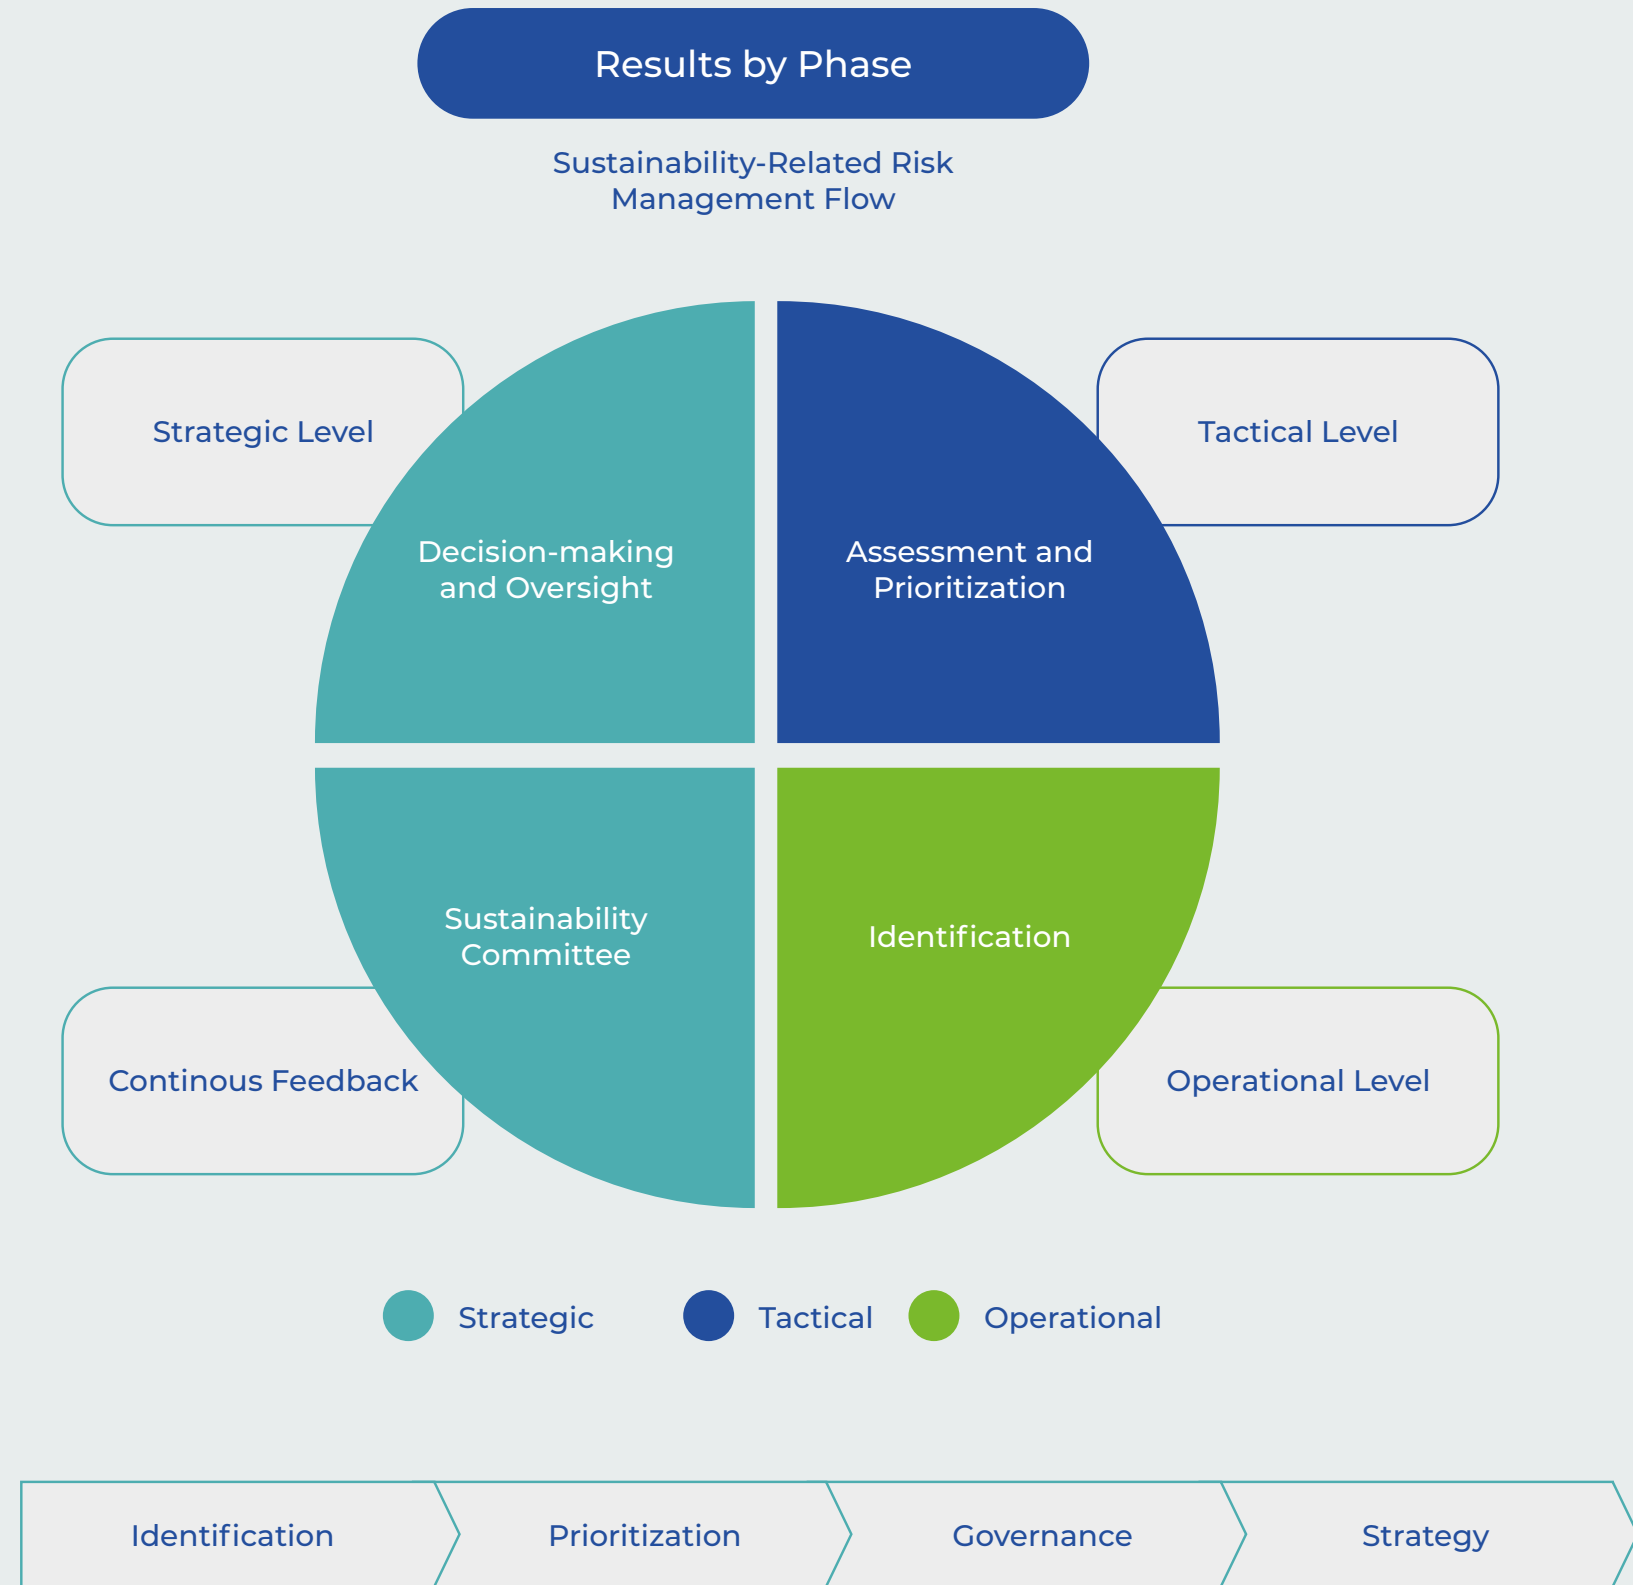 Results by Phase
Sustainability-Related Risk
Management Flow
Strategic Level
Tactical Level
Decision-making
and Oversight
Assessment and
Prioritization
Sustainability
Committee
Identification
Continous Feedback
Operational Level
Strategic
Tactical
Operational
Identification
Prioritization
Governance
Strategy